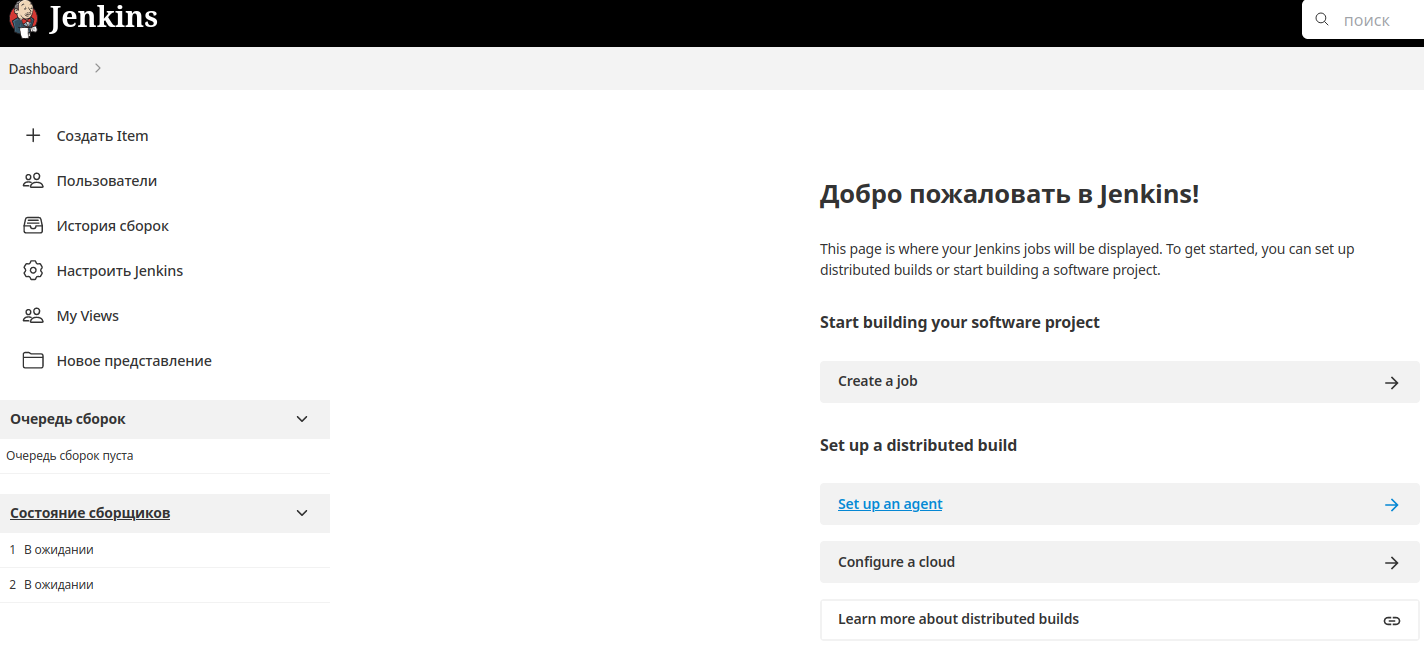 Jenkins
поиск
Dashboard
Создать Item
Пользователи
История сборок
Настроить Jenkins
My Views
Новое представление
Очередь сборок
Очередь сборок пуста
Состояние сборщиков
1 В ожидании
2 В ожидании
Добро пожаловать в Jenkins!
This page is where your Jenkins jobs will be displayed. To get started, you can set up
distributed builds or start building a software project.
Start building your software project
Create a job
Set up a distributed build
Set up an agent
Configure a cloud
Learn more about distributed builds